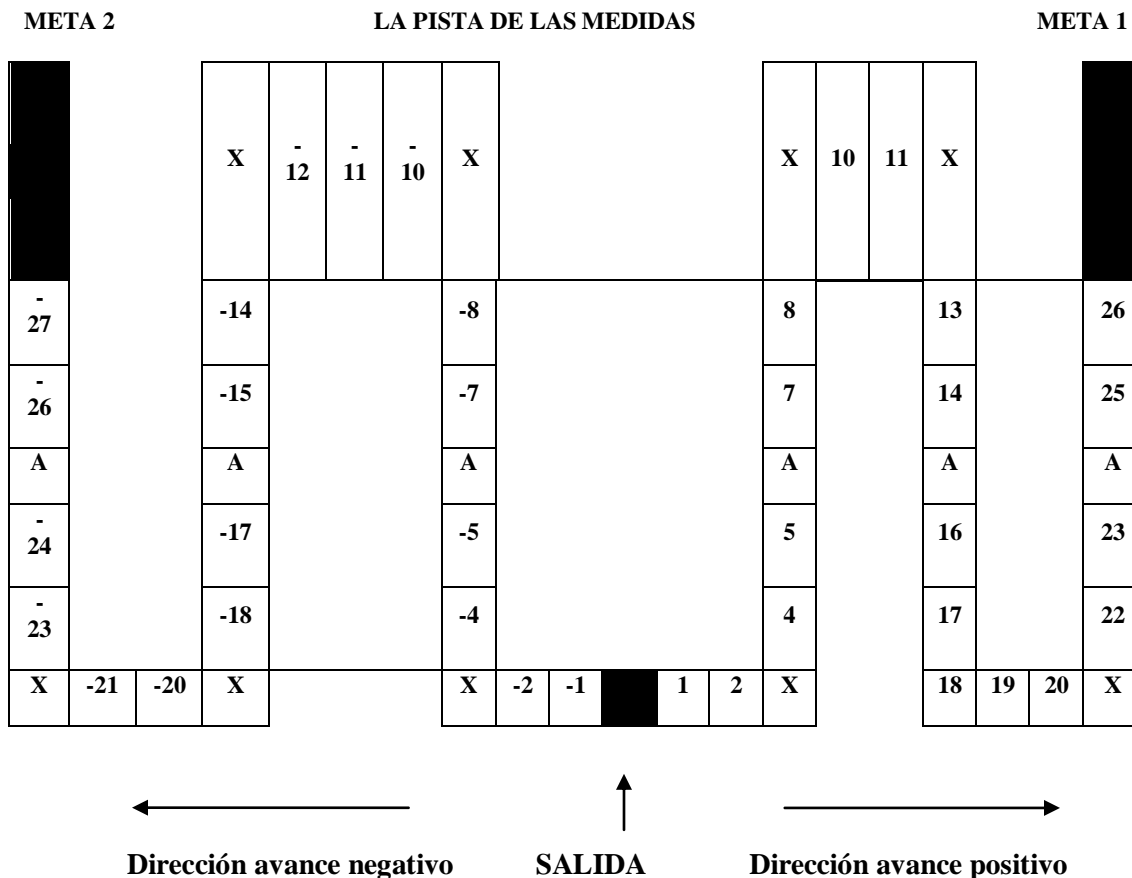 META 2 LA PISTA DE LAS MEDIDAS META 1
X -12 -11 -10 X X 10 11 X
-27 -14 -8 8 13 26
-26 -15 -7 7 14 25
A A A A A A
-24 -17 -5 5 16 23
-23 -18 -4 4 17 22
X -21 -20 X X -2 -1 1 2 X 18 19 20 X
Dirección avance negativo SALIDA Dirección avance positivo